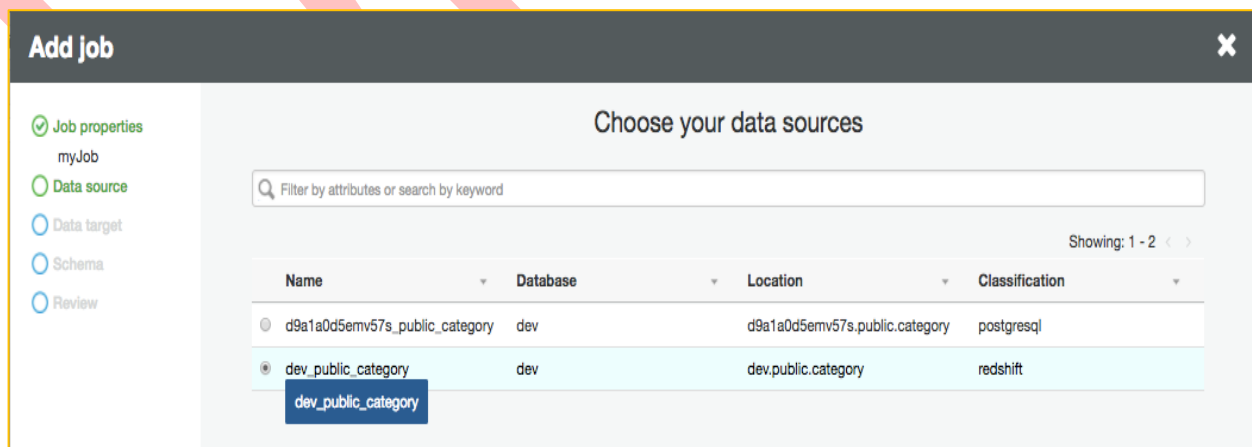 Add job
Job properties
myJob
Data source
Data target
Schema
Review
Choose your data sources
Filter by attributes or search by keyword
Showing: 1 - 2
Name Database Location Classification
d9a1a0d5emv57s_public_category dev d9a1a0d5emv57s.public.category postgresql
dev_public_category dev dev.public.category redshift
dev_public_category